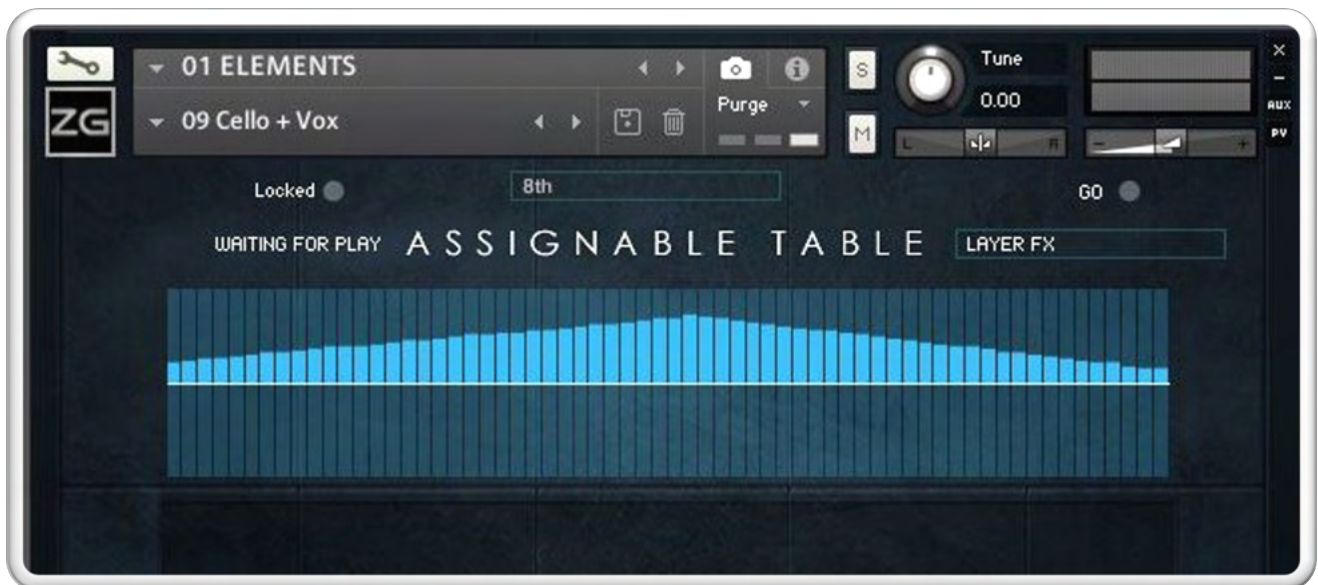 01 ELEMENTS
S
Tune
×
–
AUX
ZG
09 Cello + Vox
Purge
M
0.00
PV
L
R
–
+
Locked
8th
GO
WAITING FOR PLAY
ASSIGNABLE TABLE
LAYER FX